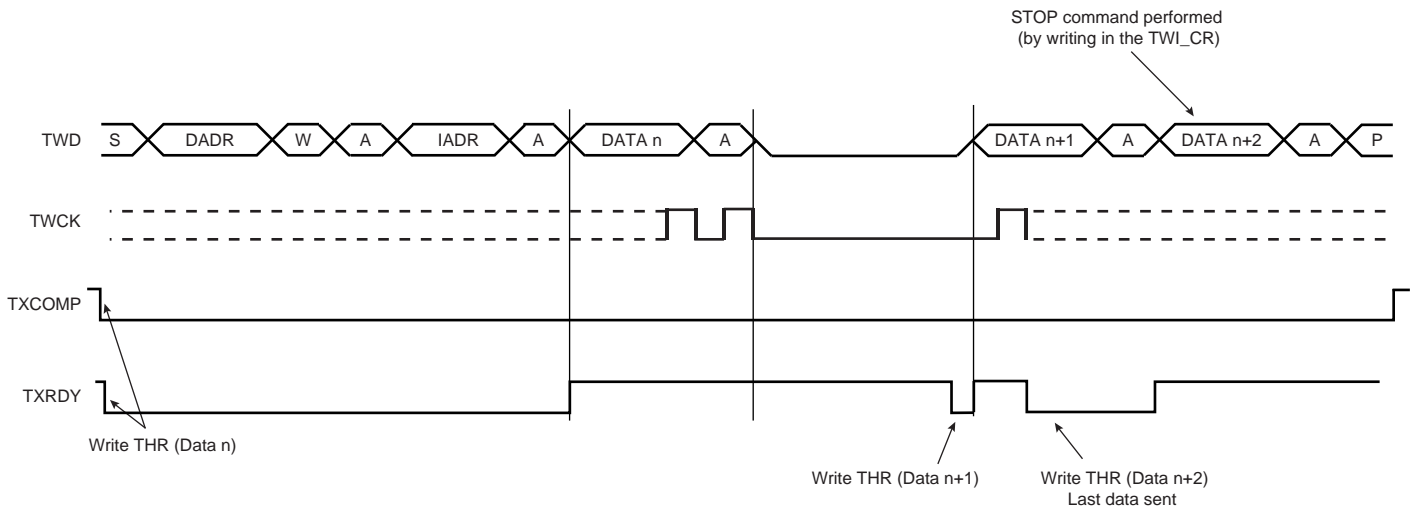 STOP command performed
(by writing in the TWI_CR)
TWD S DADR W A IADR A DATA n A DATA n+1 A DATA n+2 A P
TWCK
TXCOMP
TXRDY
Write THR (Data n)
Write THR (Data n+1)
Write THR (Data n+2)
Last data sent